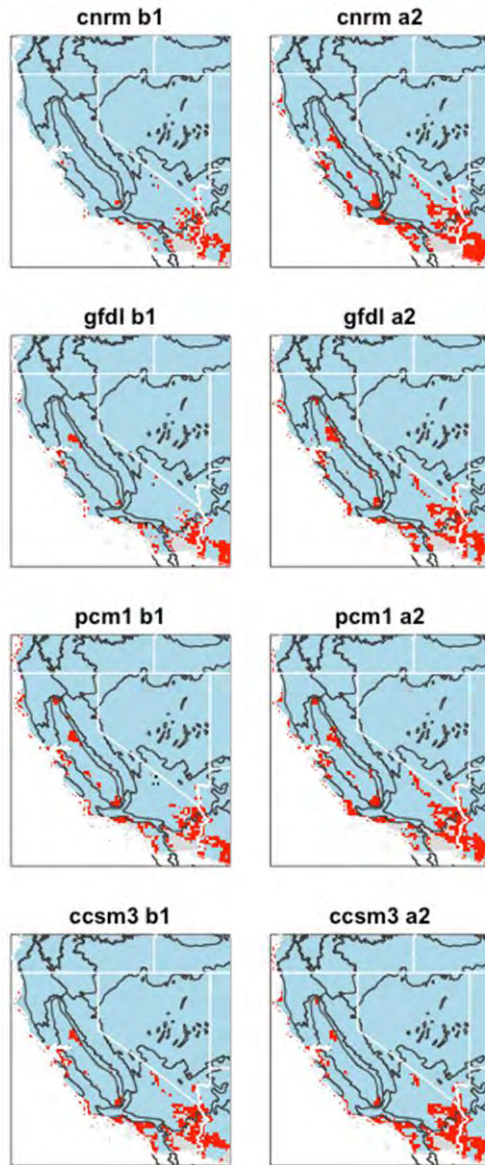 cnrm b1
cnrm a2
gfdl b1
gfdl a2
pcm1 b1
pcm1 a2
ccsm3 b1
ccsm3 a2